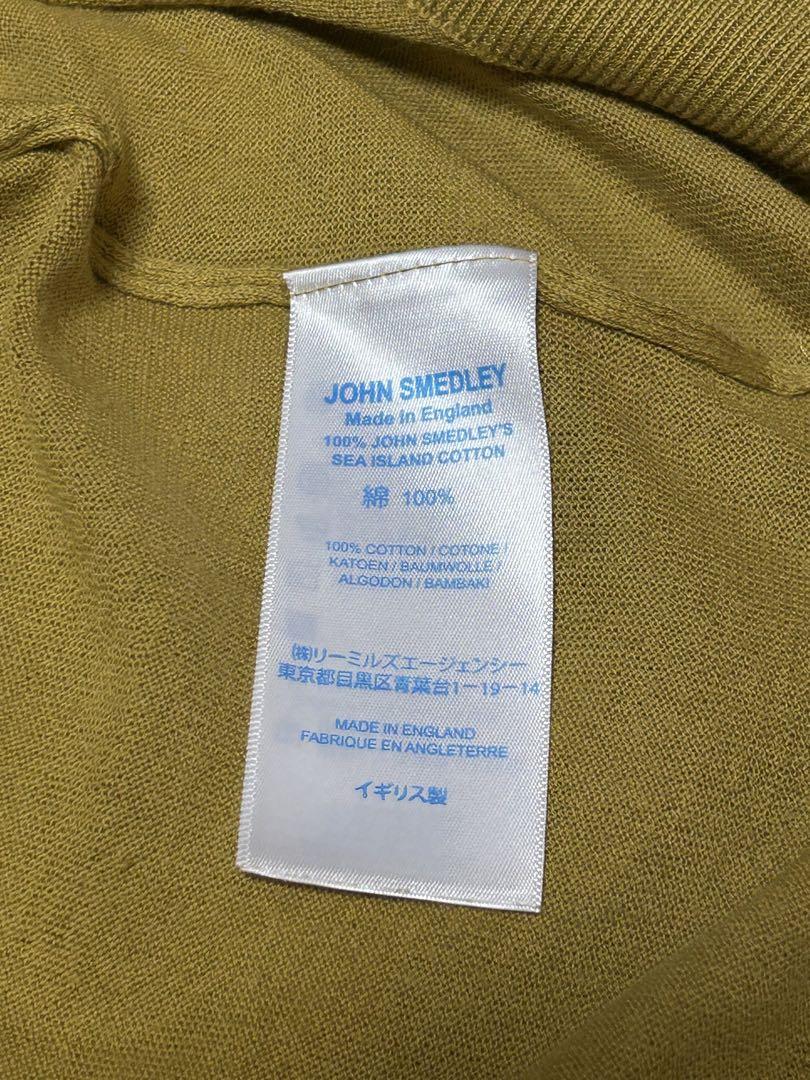 JOHN SMEDLEY
Made in England
100% JOHN SMEDLEY'S
SEA ISLAND COTTON
綿 100%
100% COTTON / COTONE /
KATOEN / BAUMWOLLE /
ALGODON / BAMBAKI
㈱リーミルズエージェンシー
東京都目黒区青葉台1-19-14
MADE IN ENGLAND
FABRIQUE EN ANGLETERRE
イギリス製